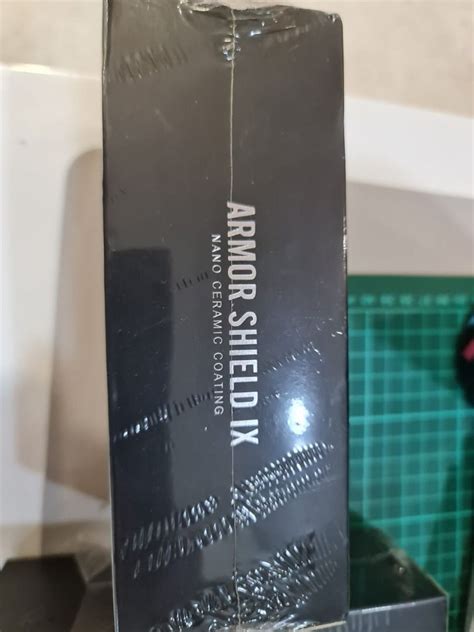 ARMOR SHIELD IX
NANO CERAMIC COATING